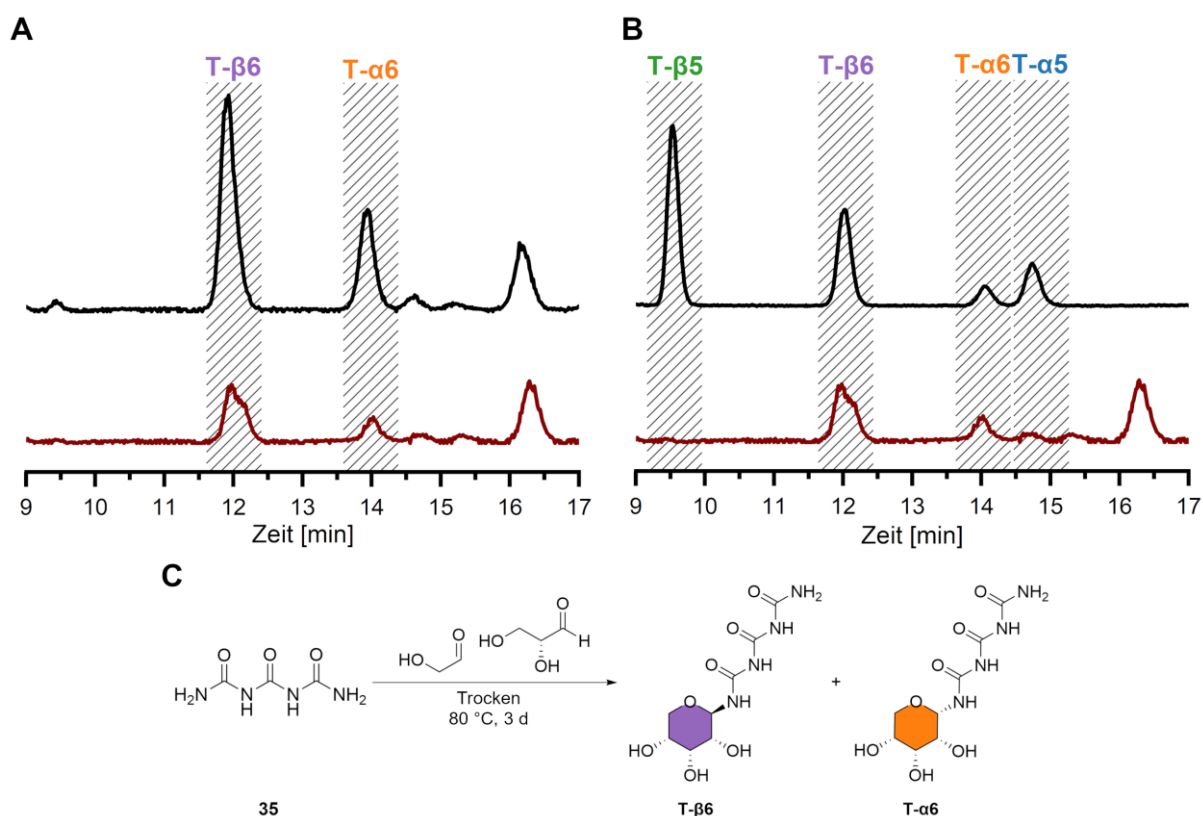 A
T-β6 T-α6
9 10 11 12 13 14 15 16 17
Zeit [min]
B
T-β5 T-β6 T-α6 T-α5
9 10 11 12 13 14 15 16 17
Zeit [min]
C
O O O
H2N N N NH2
H H
35
O
HO
O
HO H
OH
Trocken
80 °C, 3 d
O NH2
O NH
O NH
O NH
HO OH
OH
T-β6
+
O NH2
O NH
O NH
O NH
HO OH
OH
T-α6